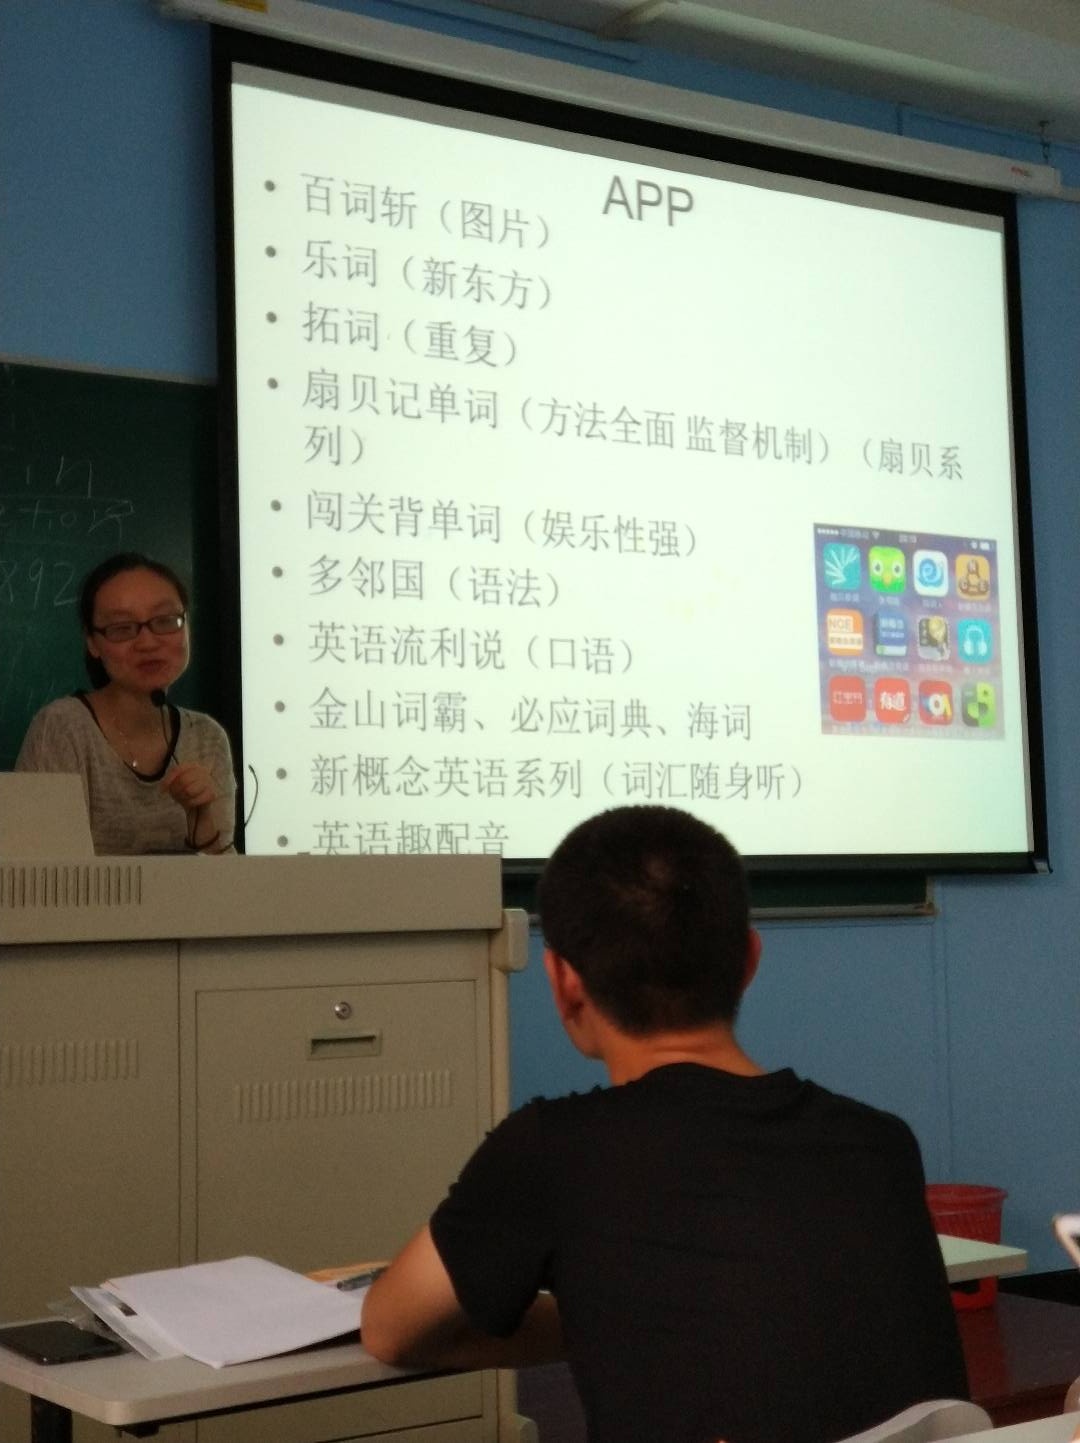 APP
• 百词斩（图片）
• 乐词（新东方）
• 拓词（重复）
• 扇贝记单词（方法全面 监督机制）（扇贝系
列）
• 闯关背单词（娱乐性强）
• 多邻国（语法）
• 英语流利说（口语）
• 金山词霸、必应词典、海词
• 新概念英语系列（词汇随身听）
• 英语趣配音
NCE
有道
892